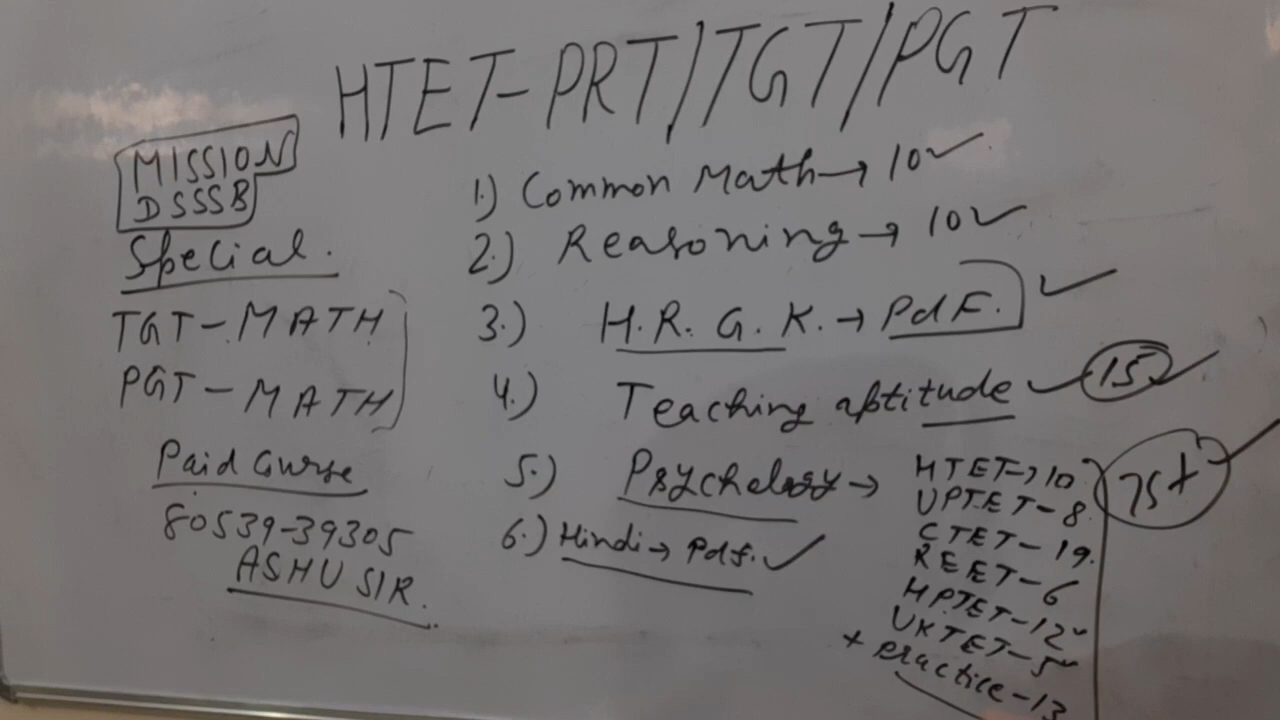 HTET-PRT/TGT/PGT
MISSION
DSSSB
Special.
TGT-MATH
PGT-MATH
Paid Course
80539-39305
ASHU SIR.
1.) Common Math→10✓
2.) Reasoning→10✓
3.) H.R. G.K.→Pdf. ✓
4.) Teaching aptitude ✓ 15 ✓
5.) Psychology→
HTET→10
UPTET-8
CTET-19.
REET-6
HPTET-12✓
UKTET-5✓
+ Practice-13
75+ ✓
6.) Hindi→Pdf. ✓